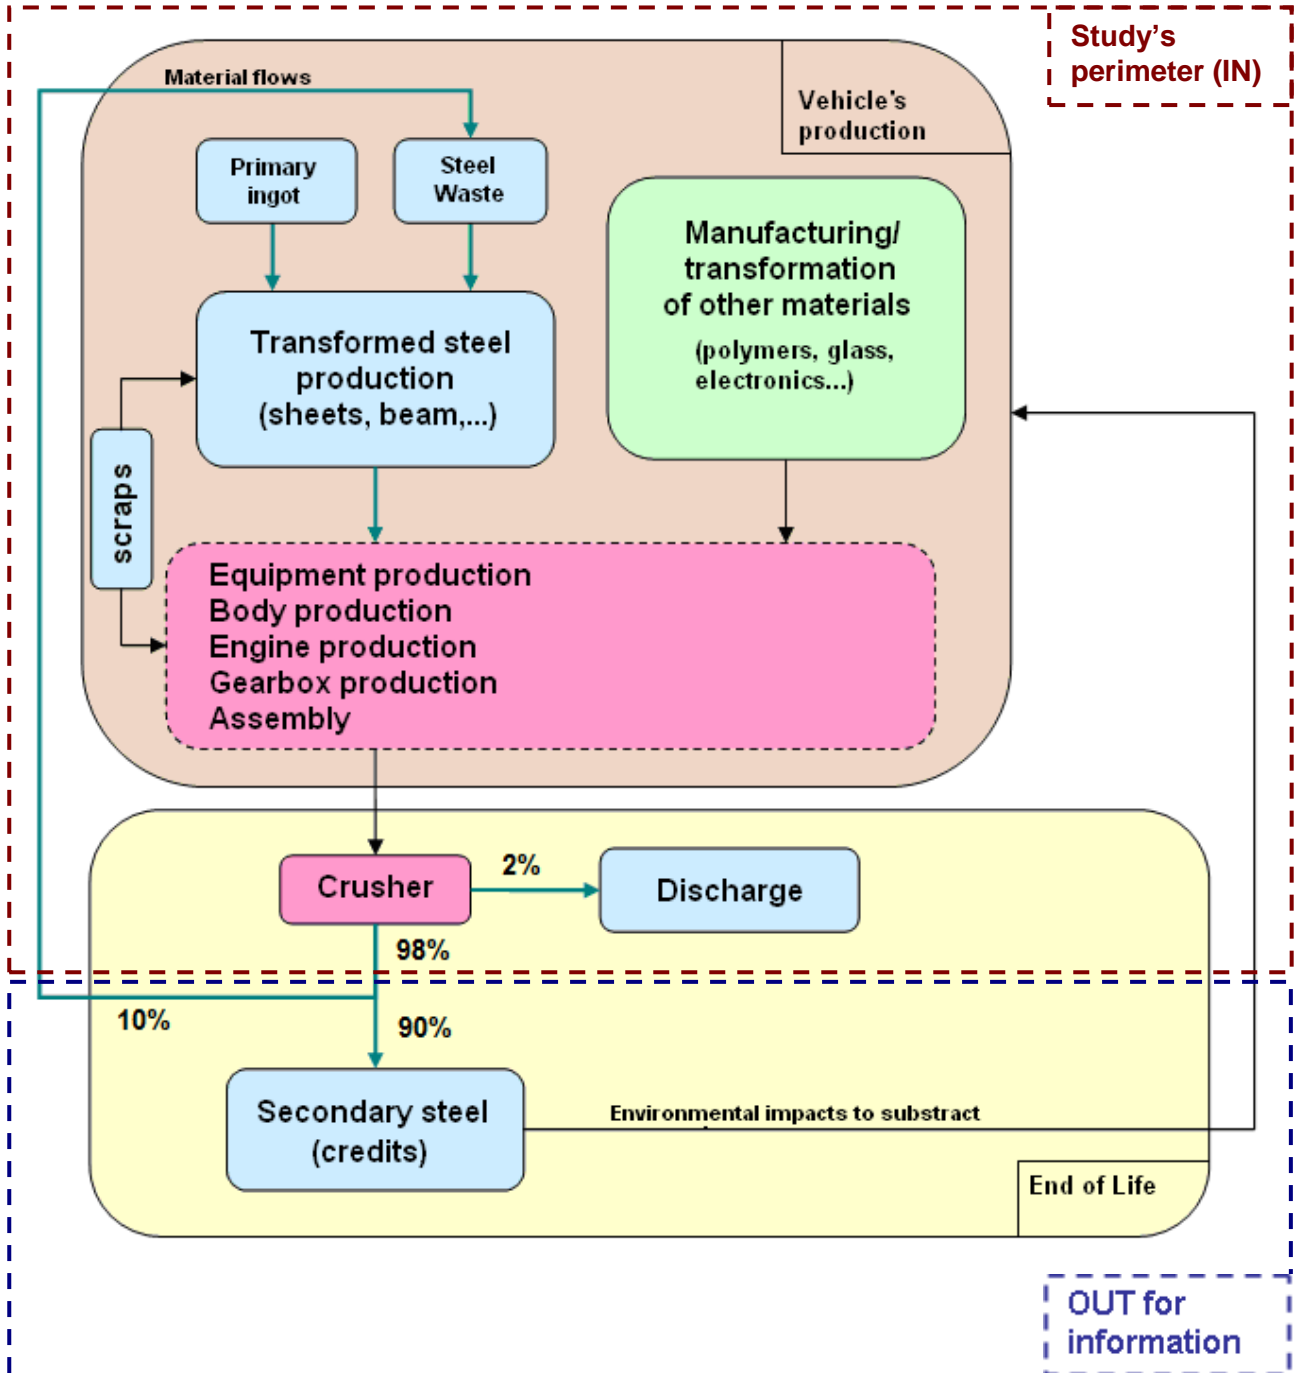 Study's
perimeter (IN)
Material flows
Vehicle's
production
Primary
ingot
Steel
Waste
Manufacturing/
transformation
of other materials
(polymers, glass,
electronics...)
Transformed steel
production
(sheets, beam,...)
scraps
Equipment production
Body production
Engine production
Gearbox production
Assembly
Crusher
2%
Discharge
98%
10%
90%
Secondary steel
(credits)
Environmental impacts to substract
End of Life
OUT for
information